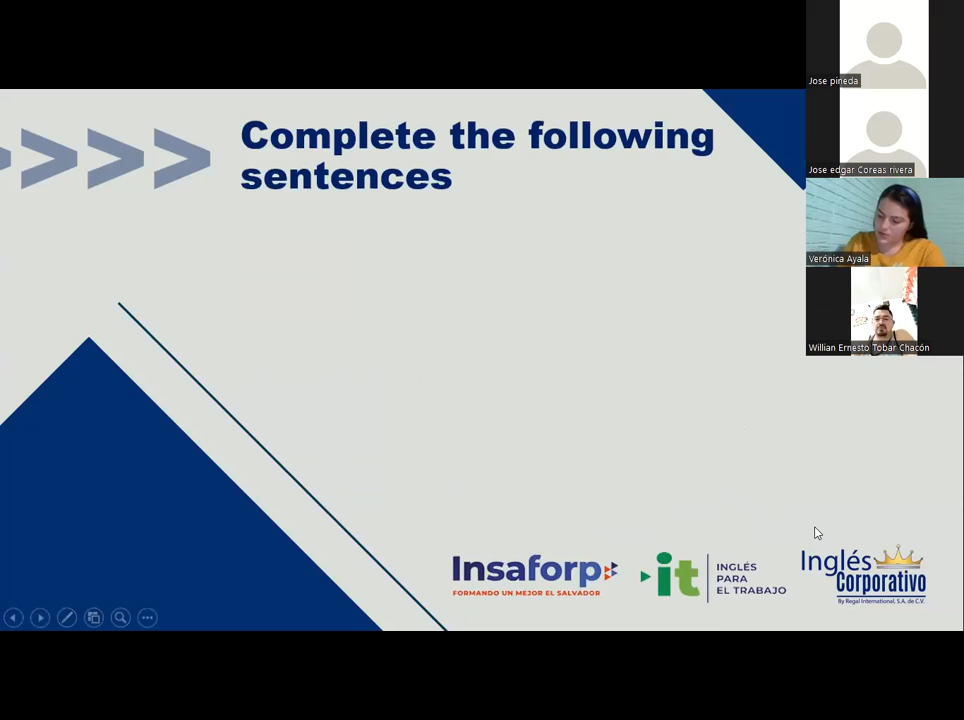 Complete the following
sentences
Jose pineda
Jose edgar Coreas rivera
Verónica Ayala
Willian Ernesto Tobar Chacón
Insaforp
FORMANDO UN MEJOR EL SALVADOR
it
INGLÉS
PARA
EL TRABAJO
Inglés
Corporativo
By Regal International, S.A. de C.V.